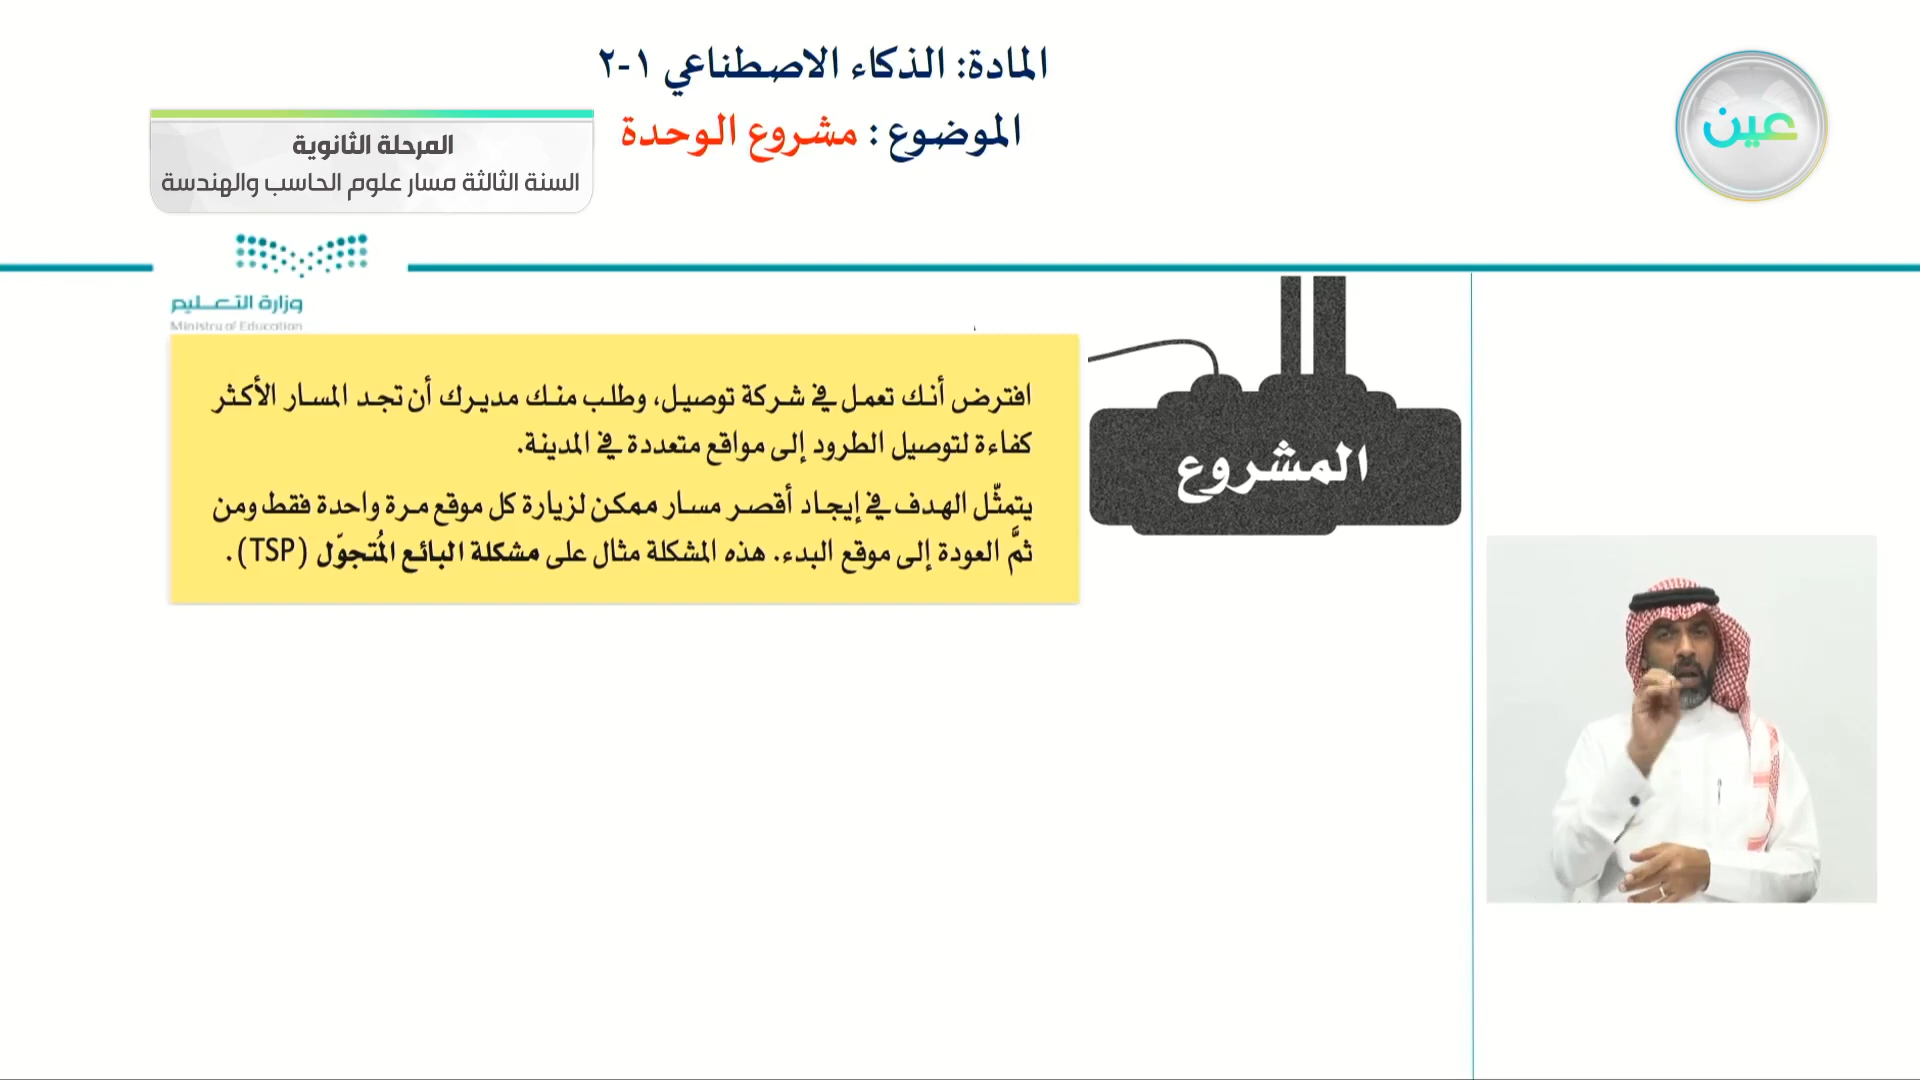 المادة: الذكاء الاصطناعي ١-٢
الموضوع : مشروع الوحدة
عين
المرحلة الثانوية
السنة الثالثة مسار علوم الحاسب والهندسة
وزارة التعليم
Ministry of Education
المشروع
افترض أنك تعمل في شركة توصيل، وطلب منك مديرك أن تجد المسار الأكثر
كفاءة لتوصيل الطرود إلى مواقع متعددة في المدينة.
يتمثّل الهدف في إيجاد أقصر مسار ممكن لزيارة كل موقع مرة واحدة فقط ومن
ثمَّ العودة إلى موقع البدء. هذه المشكلة مثال على مشكلة البائع المُتجوّل (TSP).